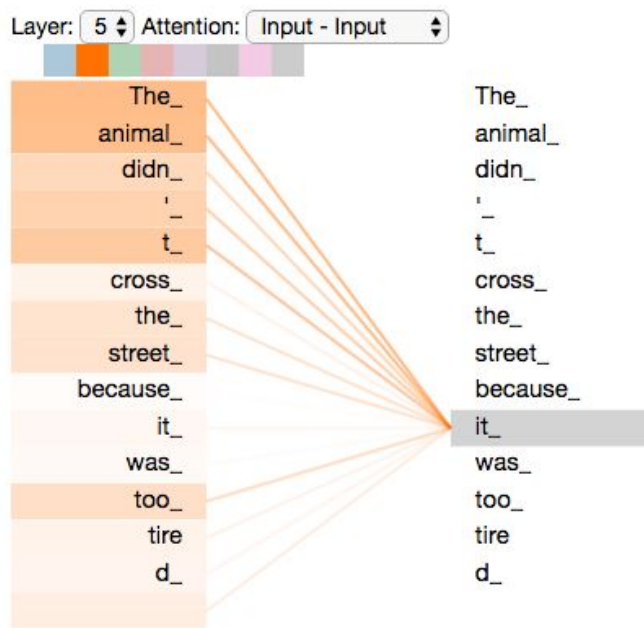 Layer: 5 Attention: Input - Input
The_ The_
animal_ animal_
didn_ didn_
'_ '_
t_ t_
cross_ cross_
the_ the_
street_ street_
because_ because_
it_ it_
was_ was_
too_ too_
tire tire
d_ d_